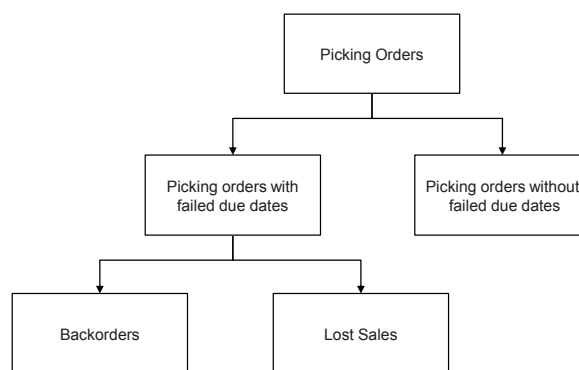 Picking Orders
Picking orders with
failed due dates
Picking orders without
failed due dates
Backorders
Lost Sales